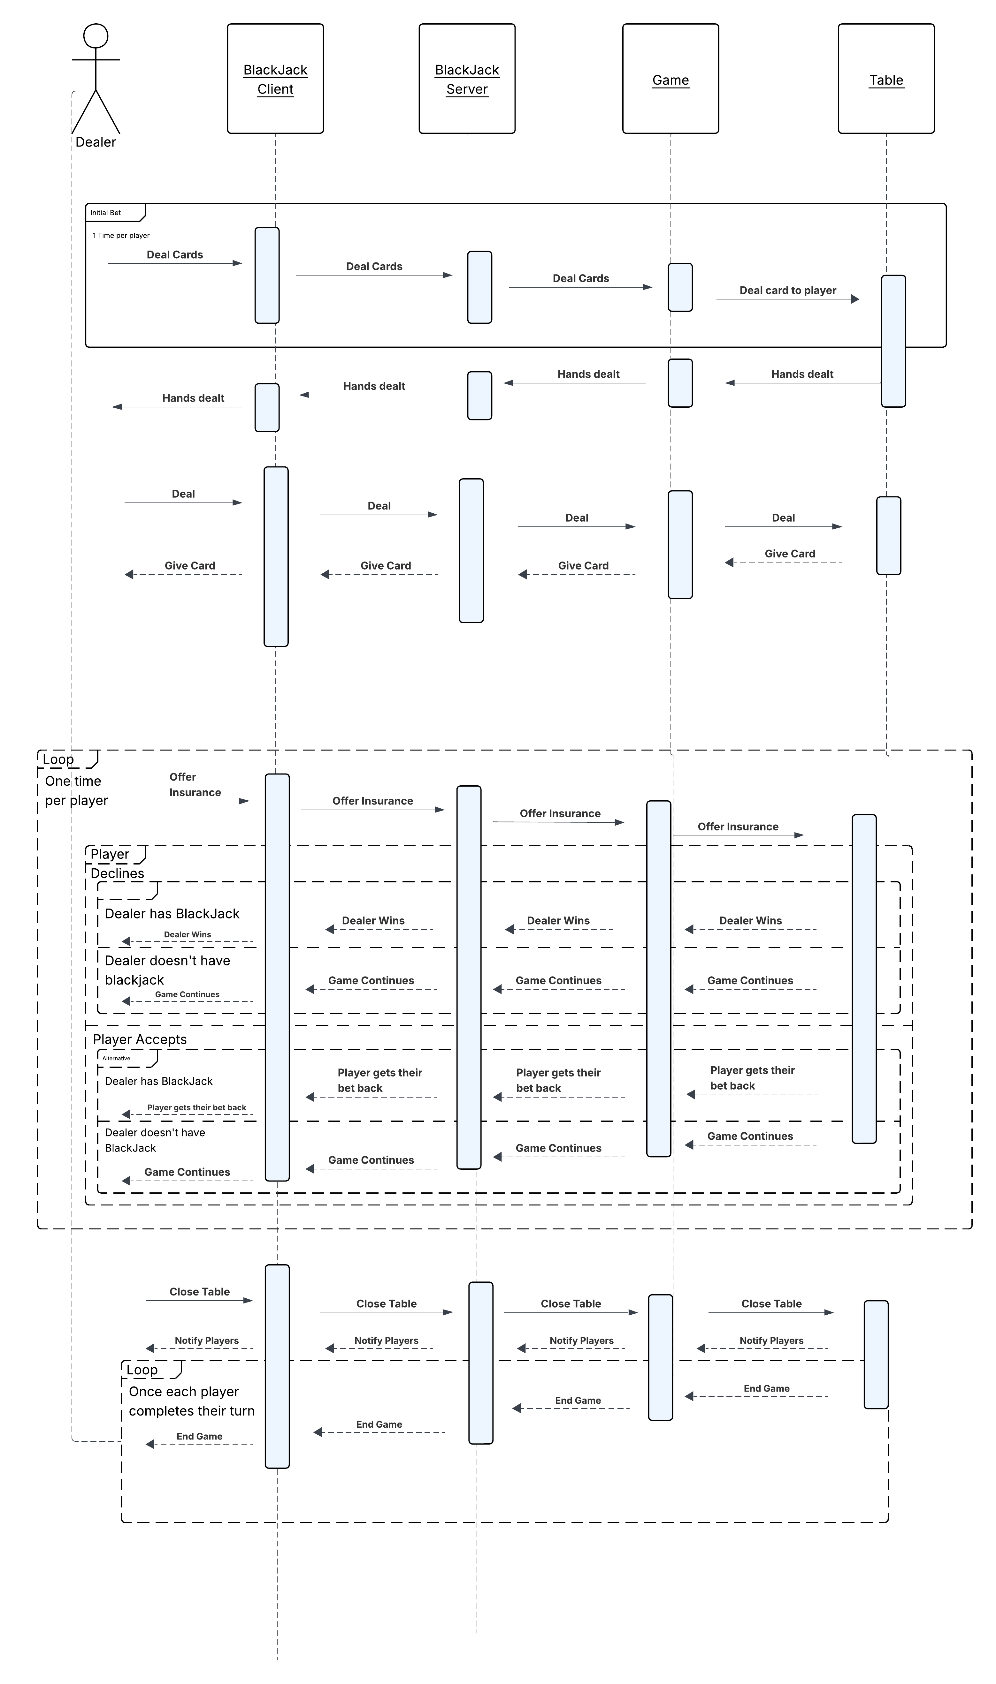 BlackJack
Client
BlackJack
Server
Game
Table
Dealer
Initial Bet
1 Time per player
Deal Cards
Deal Cards
Deal Cards
Deal card to player
Hands dealt
Hands dealt
Hands dealt
Hands dealt
Deal
Deal
Deal
Deal
Give Card
Give Card
Give Card
Give Card
Loop
One time
per player
Offer
Insurance
Offer Insurance
Offer Insurance
Offer Insurance
Player
Declines
Dealer has BlackJack
Dealer Wins
Dealer Wins
Dealer Wins
Dealer Wins
Dealer doesn't have
blackjack
Game Continues
Game Continues
Game Continues
Game Continues
Player Accepts
Alternative
Dealer has BlackJack
Player gets their bet back
Player gets their
bet back
Player gets their
bet back
Player gets their
bet back
Dealer doesn't have
BlackJack
Game Continues
Game Continues
Game Continues
Game Continues
Close Table
Close Table
Close Table
Close Table
Notify Players
Notify Players
Notify Players
Notify Players
Loop
Once each player
completes their turn
End Game
End Game
End Game
End Game